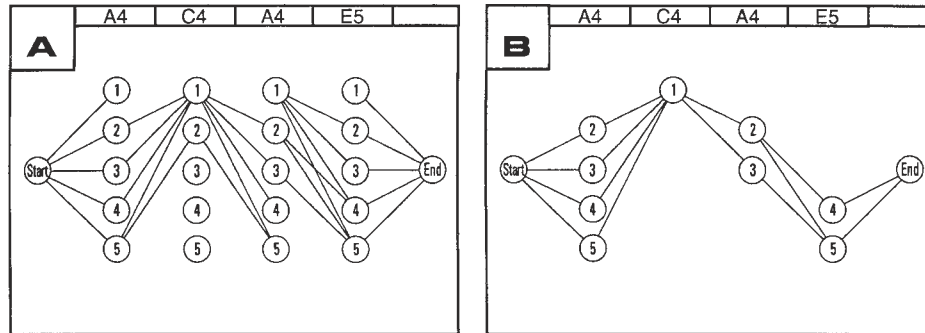 A4 C4 A4 E5
A
1 1 1 1
2 2 2 2
Start 3 3 3 3 End
4 4 4 4
5 5 5 5
A4 C4 A4 E5
B
1
2 2
Start 3 3 End
4 4
5 5